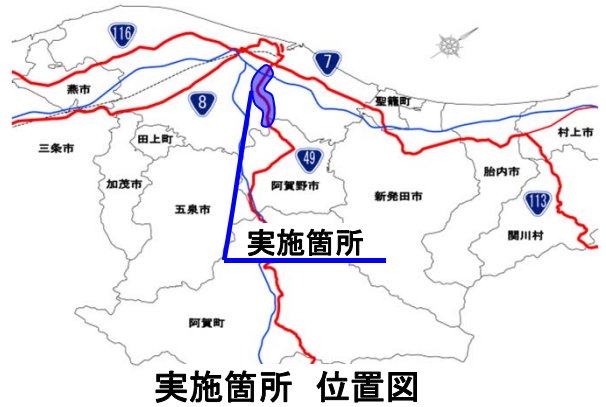 116
7
燕市
8
聖籠町
三条市
田上町
村上市
49
加茂市
阿賀野市
新発田市
胎内市
五泉市
113
実施箇所
関川村
阿賀町
実施箇所 位置図